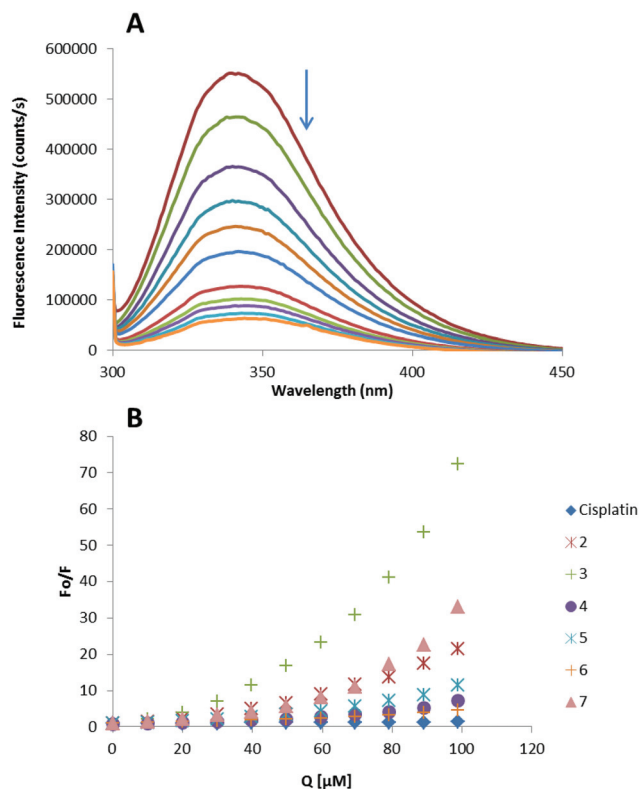 A
600000
500000
400000
300000
200000
100000
0
Fluorescence Intensity (counts/s)
300 350 400 450
Wavelength (nm)
B
80
70
60
50
40
30
20
10
0
Fo/F
0 20 40 60 80 100 120
Q [μM]
Cisplatin
2
3
4
5
6
7